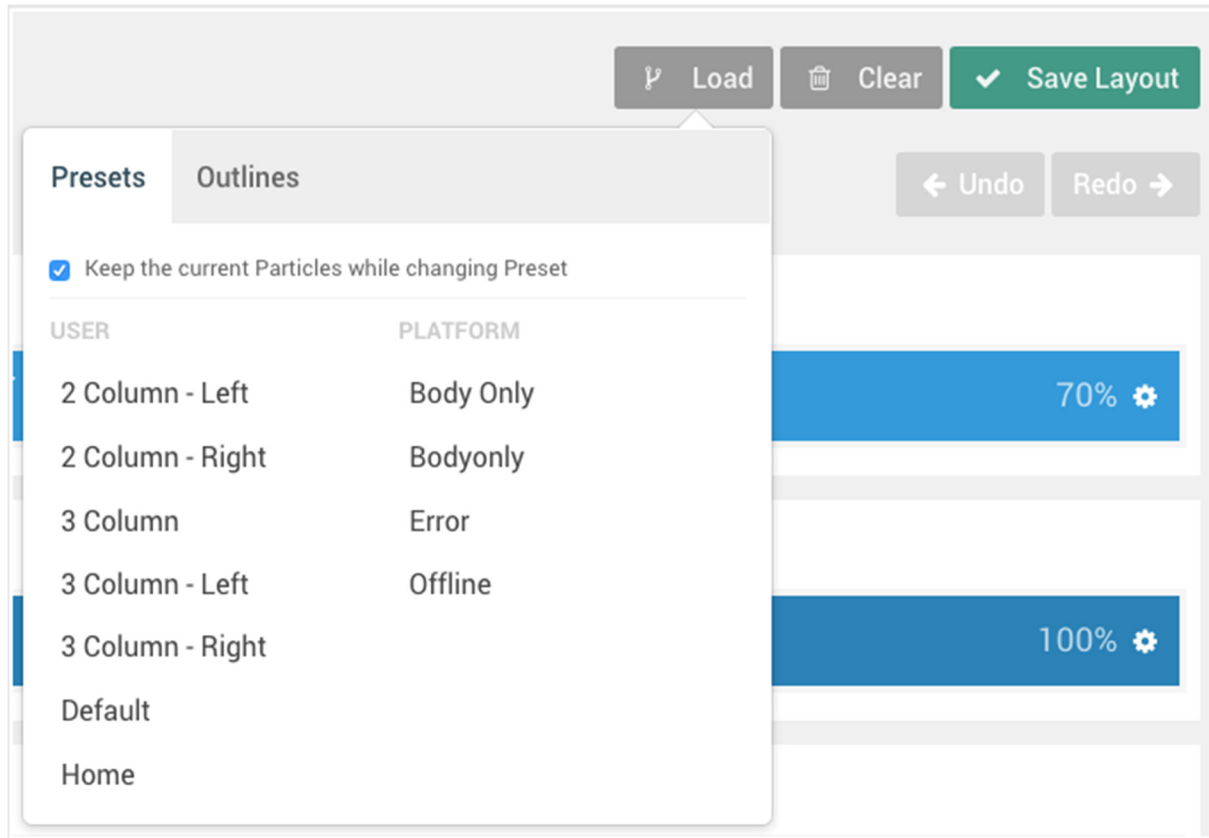 Load Clear Save Layout
Presets Outlines
Undo Redo
Keep the current Particles while changing Preset
USER PLATFORM
2 Column - Left Body Only
70%
2 Column - Right Bodyonly
3 Column Error
3 Column - Left Offline
3 Column - Right
100%
Default
Home